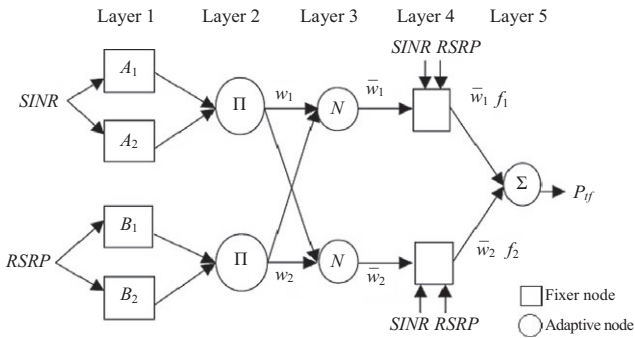 Layer 1 Layer 2 Layer 3 Layer 4 Layer 5
SINR RSRP
A₁
SINR
A₂
Π
w₁
N
w̅₁
w̅₁ f₁
Σ
P_tf
B₁
RSRP
B₂
Π
w₂
N
w̅₂
w̅₂ f₂
SINR RSRP
Fixer node
Adaptive node